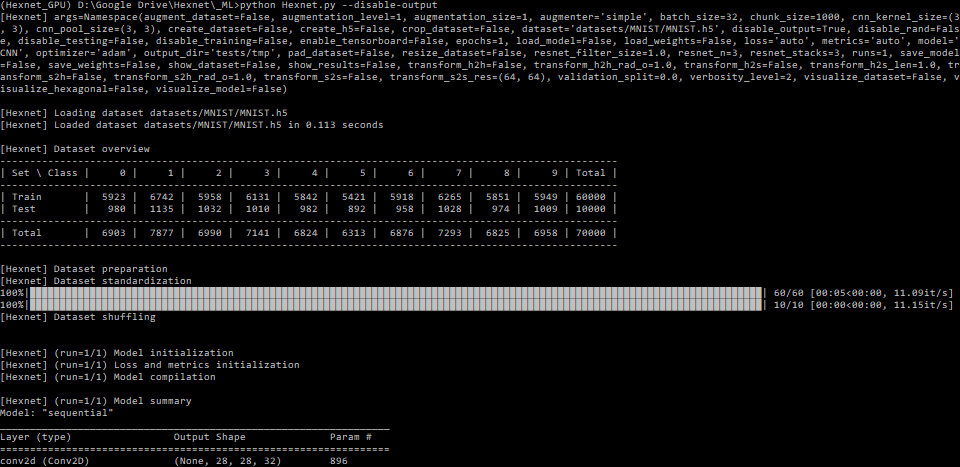 (Hexnet_GPU) D:\Google Drive\Hexnet\_ML>python Hexnet.py --disable-output
[Hexnet] args=Namespace(augment_dataset=False, augmentation_level=1, augmentation_size=1, augmenter='simple', batch_size=32, chunk_size=1000, cnn_kernel_size=(3
, 3), cnn_pool_size=(3, 3), create_dataset=False, create_h5=False, crop_dataset=False, dataset='datasets/MNIST/MNIST.h5', disable_output=True, disable_rand=Fals
e, disable_testing=False, disable_training=False, enable_tensorboard=False, epochs=1, load_model=False, load_weights=False, loss='auto', metrics='auto', model='
CNN', optimizer='adam', output_dir='tests/tmp', pad_dataset=False, resize_dataset=False, resnet_filter_size=1.0, resnet_n=3, resnet_stacks=3, run=1, save_model
=False, save_weights=False, show_dataset=False, show_results=False, transform_h2h=False, transform_h2h_rad_o=1.0, transform_h2s=False, transform_h2s_len=1.0, tr
ansform_s2h=False, transform_s2h_rad_o=1.0, transform_s2s=False, transform_s2s_res=(64, 64), validation_split=0.0, verbosity_level=2, visualize_dataset=False, v
isualize_hexagonal=False, visualize_model=False)
[Hexnet] Loading dataset datasets/MNIST/MNIST.h5
[Hexnet] Loaded dataset datasets/MNIST/MNIST.h5 in 0.113 seconds
[Hexnet] Dataset overview
| Set \ Class | 0 | 1 | 2 | 3 | 4 | 5 | 6 | 7 | 8 | 9 | Total |
| Train | 5923 | 6742 | 5958 | 6131 | 5842 | 5421 | 5918 | 6265 | 5851 | 5949 | 60000 |
| Test | 980 | 1135 | 1032 | 1010 | 982 | 892 | 958 | 1028 | 974 | 1009 | 10000 |
| Total | 6903 | 7877 | 6990 | 7141 | 6824 | 6313 | 6876 | 7293 | 6825 | 6958 | 70000 |
[Hexnet] Dataset preparation
[Hexnet] Dataset standardization
100%| | 60/60 [00:05<00:00, 11.09it/s]
100%| | 10/10 [00:00<00:00, 11.15it/s]
[Hexnet] Dataset shuffling
[Hexnet] (run=1/1) Model initialization
[Hexnet] (run=1/1) Loss and metrics initialization
[Hexnet] (run=1/1) Model compilation
[Hexnet] (run=1/1) Model summary
Model: "sequential"
Layer (type) Output Shape Param #
conv2d (Conv2D) (None, 28, 28, 32) 896